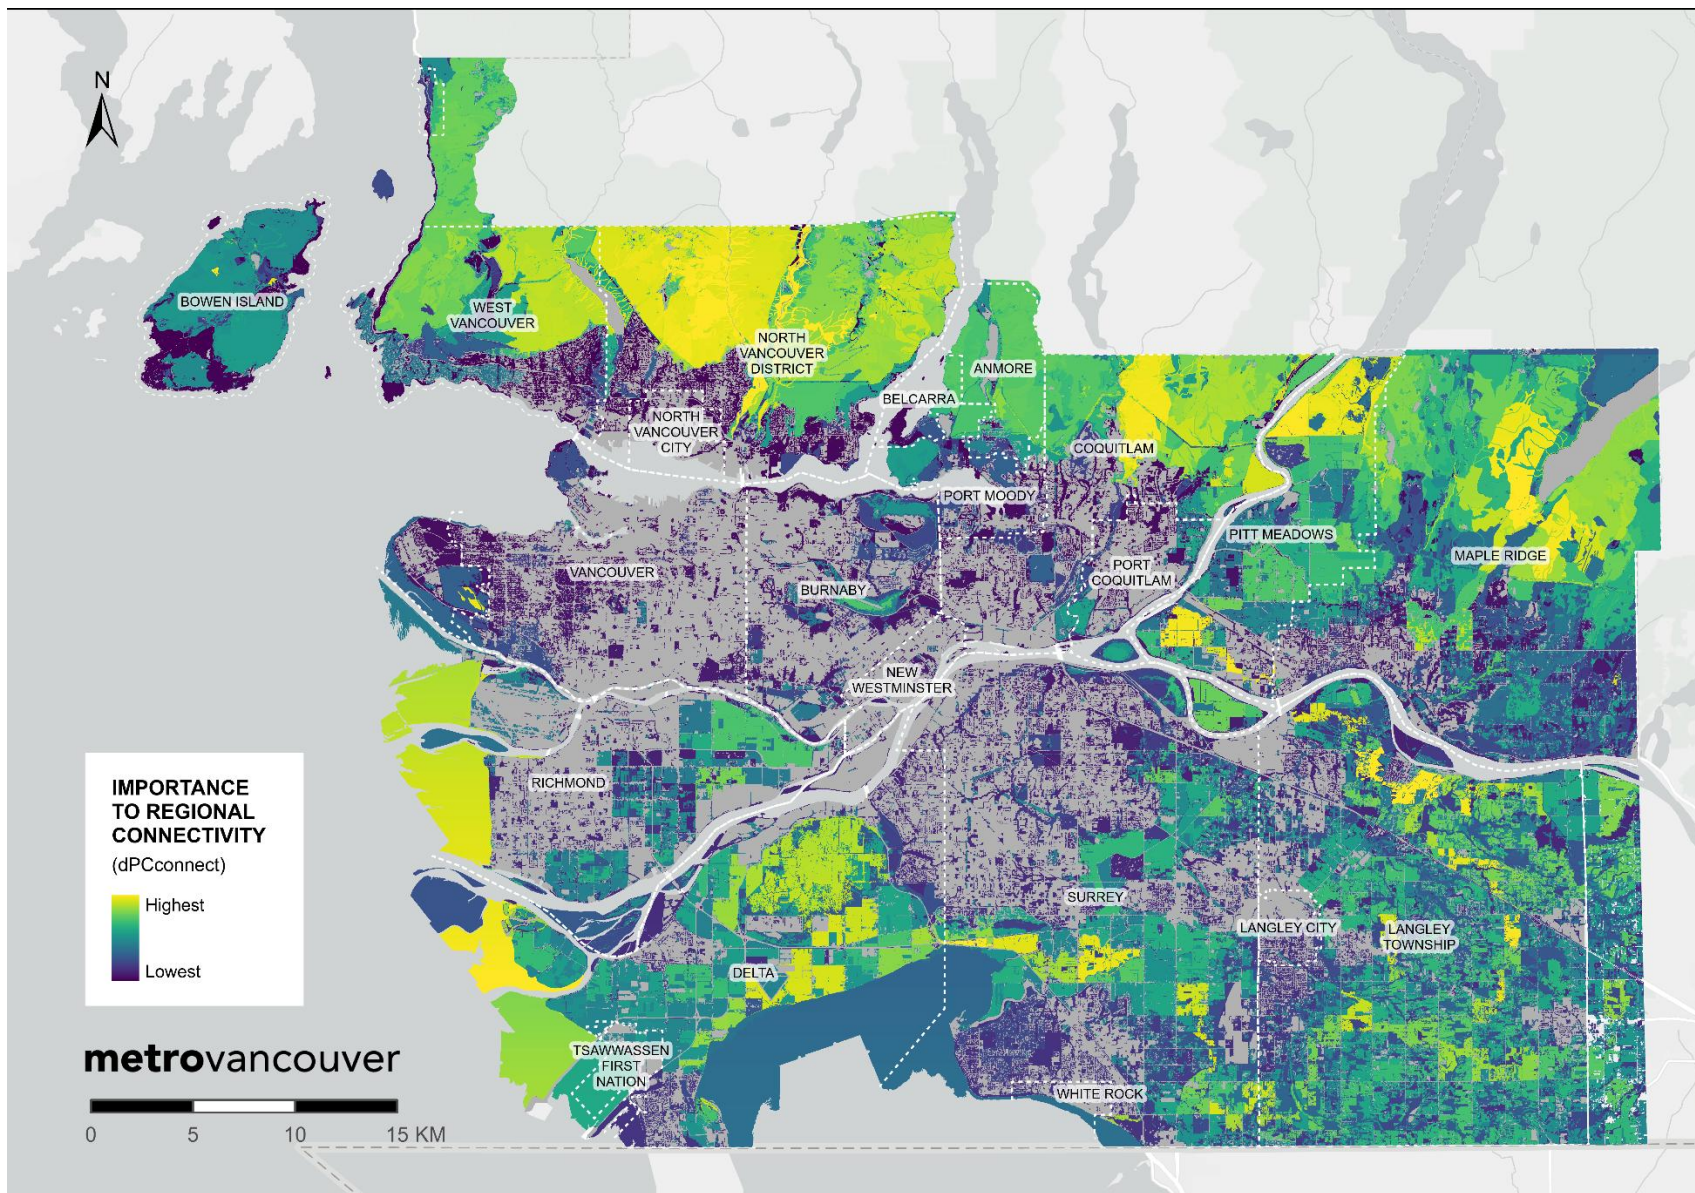 N
BOWEN ISLAND
WEST
VANCOUVER
NORTH
VANCOUVER
DISTRICT
ANMORE
BELCARRA
NORTH
VANCOUVER
CITY
COQUITLAM
PORT MOODY
PITT MEADOWS
MAPLE RIDGE
VANCOUVER
BURNABY
PORT
COQUITLAM
NEW
WESTMINSTER
RICHMOND
SURREY
LANGLEY CITY
LANGLEY
TOWNSHIP
DELTA
TSAWWASSEN
FIRST
NATION
WHITE ROCK
IMPORTANCE
TO REGIONAL
CONNECTIVITY
(dPCconnect)
Highest
Lowest
metrovancouver
0 5 10 15 KM